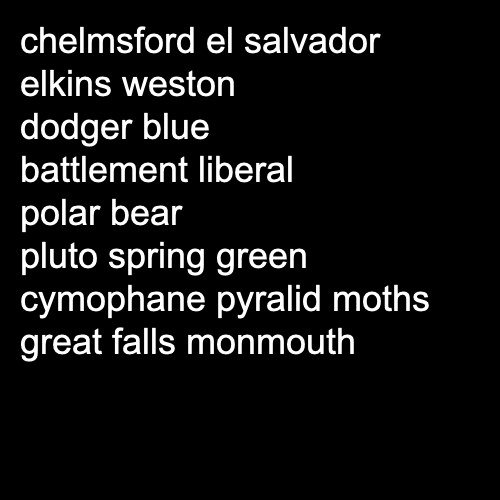 chelmsford el salvador
elkins weston
dodger blue
battlement liberal
polar bear
pluto spring green
cymophane pyralid moths
great falls monmouth